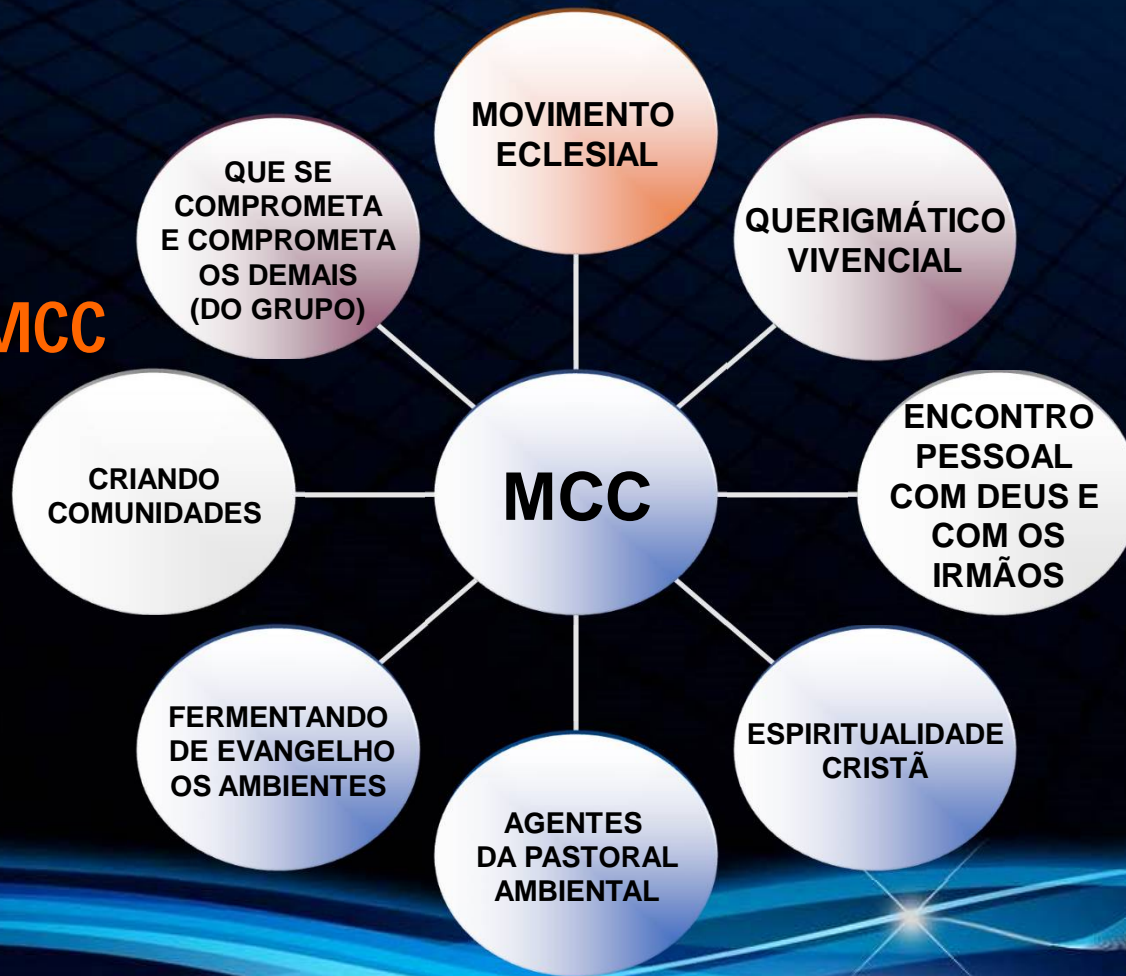 MOVIMENTO
ECLESIAL
QUERIGMÁTICO
VIVENCIAL
ENCONTRO
PESSOAL
COM DEUS E
COM OS
IRMÃOS
ESPIRITUALIDADE
CRISTÃ
AGENTES
DA PASTORAL
AMBIENTAL
FERMENTANDO
DE EVANGELHO
OS AMBIENTES
CRIANDO
COMUNIDADES
QUE SE
COMPROMETA
E COMPROMETA
OS DEMAIS
(DO GRUPO)
MCC
MCC